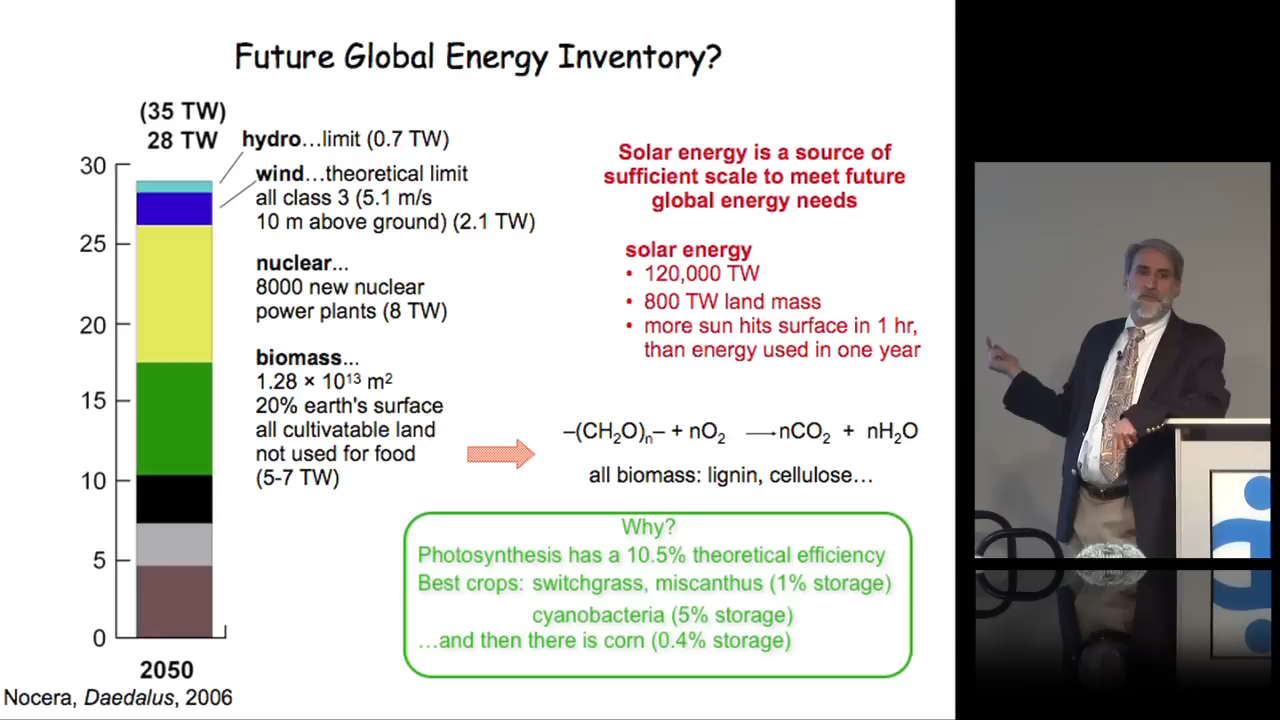 Future Global Energy Inventory?
(35 TW)
28 TW
30
25
20
15
10
5
0
2050
Nocera, Daedalus, 2006
hydro…limit (0.7 TW)
wind…theoretical limit
all class 3 (5.1 m/s
10 m above ground) (2.1 TW)
nuclear...
8000 new nuclear
power plants (8 TW)
biomass...
1.28 × 10¹³ m²
20% earth's surface
all cultivatable land
not used for food
(5-7 TW)
Solar energy is a source of
sufficient scale to meet future
global energy needs
solar energy
• 120,000 TW
• 800 TW land mass
• more sun hits surface in 1 hr,
than energy used in one year
–(CH₂O)ₙ– + nO₂ ⟶ nCO₂ + nH₂O
all biomass: lignin, cellulose…
Why?
Photosynthesis has a 10.5% theoretical efficiency
Best crops: switchgrass, miscanthus (1% storage)
cyanobacteria (5% storage)
…and then there is corn (0.4% storage)